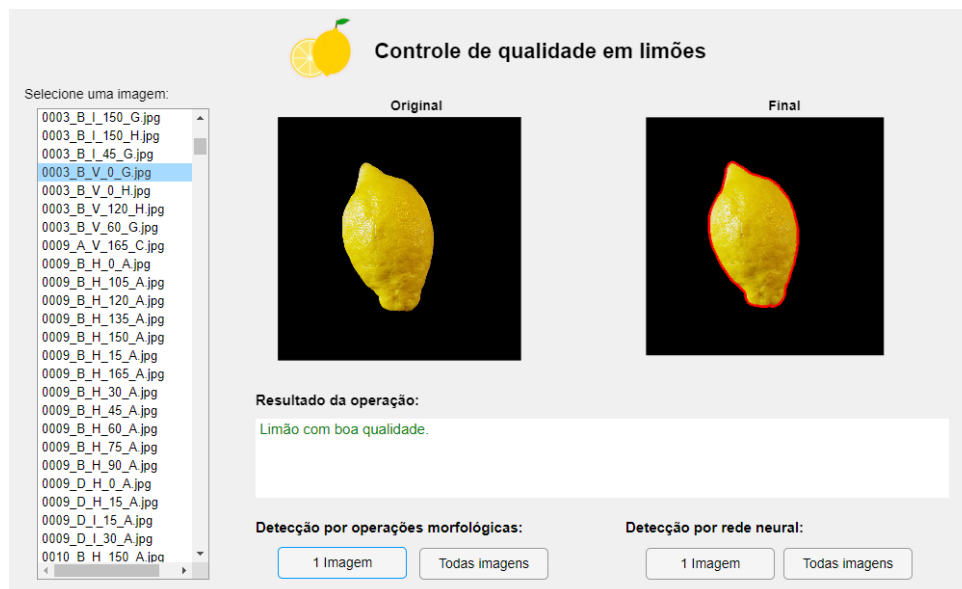 Controle de qualidade em limões
Selecione uma imagem:
0003_B_I_150_G.jpg
0003_B_I_150_H.jpg
0003_B_I_45_G.jpg
0003_B_V_0_G.jpg
0003_B_V_0_H.jpg
0003_B_V_120_H.jpg
0003_B_V_60_G.jpg
0009_A_V_165_C.jpg
0009_B_H_0_A.jpg
0009_B_H_105_A.jpg
0009_B_H_120_A.jpg
0009_B_H_135_A.jpg
0009_B_H_150_A.jpg
0009_B_H_15_A.jpg
0009_B_H_165_A.jpg
0009_B_H_30_A.jpg
0009_B_H_45_A.jpg
0009_B_H_60_A.jpg
0009_B_H_75_A.jpg
0009_B_H_90_A.jpg
0009_D_H_0_A.jpg
0009_D_H_15_A.jpg
0009_D_I_15_A.jpg
0009_D_I_30_A.jpg
0010_B_H_150_A.jpg
Original
Final
Resultado da operação:
Limão com boa qualidade.
Detecção por operações morfológicas:
1 Imagem
Todas imagens
Detecção por rede neural:
1 Imagem
Todas imagens